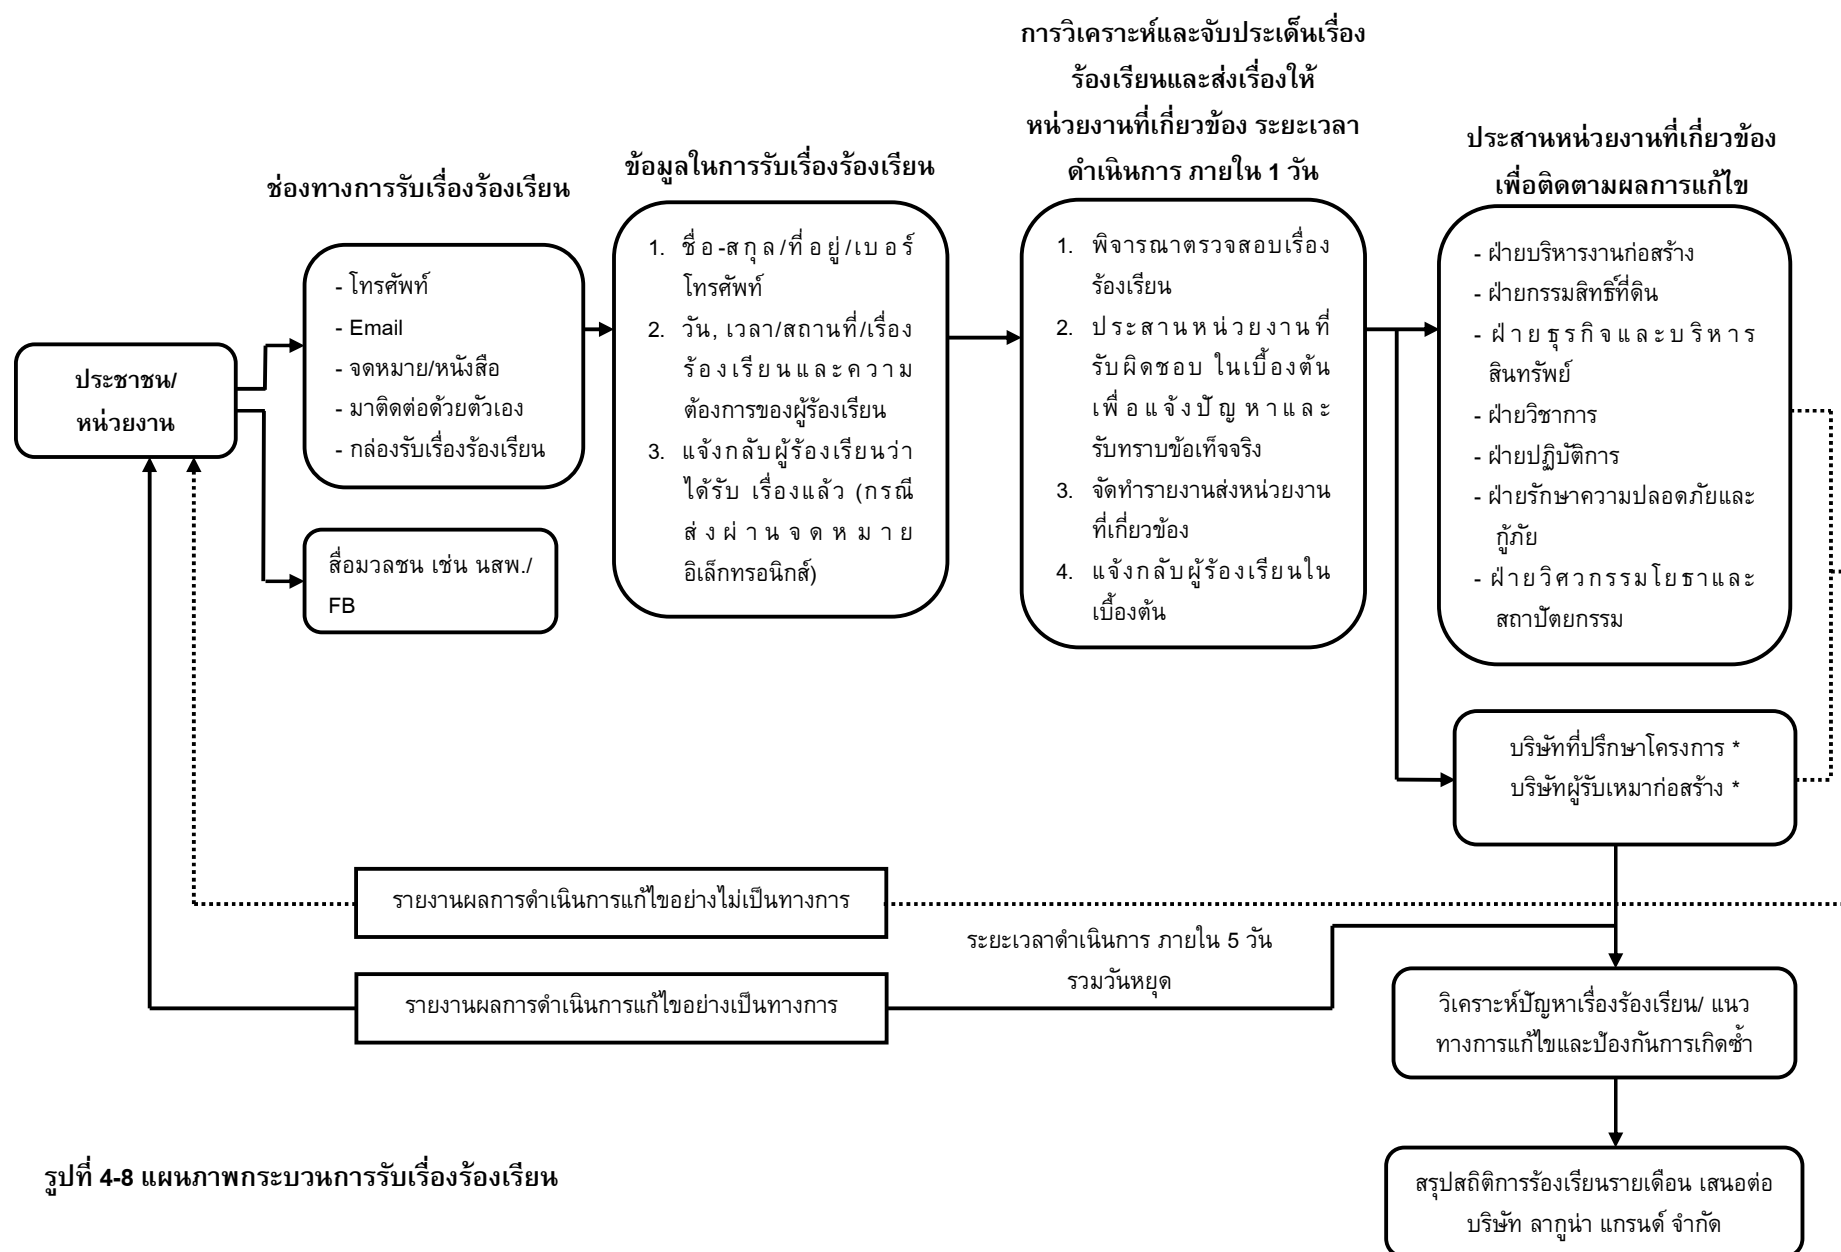 การวิเคราะห์และจับประเด็นเรื่อง
ร้องเรียนและส่งเรื่องให้
หน่วยงานที่เกี่ยวข้อง ระยะเวลา
ดำเนินการ ภายใน 1 วัน
ประสานหน่วยงานที่เกี่ยวข้อง
เพื่อติดตามผลการแก้ไข
ข้อมูลในการรับเรื่องร้องเรียน
ช่องทางการรับเรื่องร้องเรียน
ประชาชน/
หน่วยงาน
- โทรศัพท์
- Email
- จดหมาย/หนังสือ
- มาติดต่อด้วยตัวเอง
- กล่องรับเรื่องร้องเรียน
สื่อมวลชน เช่น นสพ./
FB
1. ชื่อ-สกุล/ที่อยู่/เบอร์
โทรศัพท์
2. วัน, เวลา/สถานที่/เรื่อง
ร้องเรียนและความ
ต้องการของผู้ร้องเรียน
3. แจ้งกลับผู้ร้องเรียนว่า
ได้รับ เรื่องแล้ว (กรณี
ส่งผ่านจดหมาย
อิเล็กทรอนิกส์)
1. พิจารณาตรวจสอบเรื่อง
ร้องเรียน
2. ประสานหน่วยงานที่
รับผิดชอบ ในเบื้องต้น
เพื่อแจ้งปัญหาและ
รับทราบข้อเท็จจริง
3. จัดทำรายงานส่งหน่วยงาน
ที่เกี่ยวข้อง
4. แจ้งกลับผู้ร้องเรียนใน
เบื้องต้น
- ฝ่ายบริหารงานก่อสร้าง
- ฝ่ายกรรมสิทธิ์ที่ดิน
- ฝ่ายธุรกิจและบริหาร
สินทรัพย์
- ฝ่ายวิชาการ
- ฝ่ายปฏิบัติการ
- ฝ่ายรักษาความปลอดภัยและ
กู้ภัย
- ฝ่ายวิศวกรรมโยธาและ
สถาปัตยกรรม
บริษัทที่ปรึกษาโครงการ *
บริษัทผู้รับเหมาก่อสร้าง *
รายงานผลการดำเนินการแก้ไขอย่างไม่เป็นทางการ
ระยะเวลาดำเนินการ ภายใน 5 วัน
รวมวันหยุด
รายงานผลการดำเนินการแก้ไขอย่างเป็นทางการ
วิเคราะห์ปัญหาเรื่องร้องเรียน/ แนว
ทางการแก้ไขและป้องกันการเกิดซ้ำ
สรุปสถิติการร้องเรียนรายเดือน เสนอต่อ
บริษัท ลากูน่า แกรนด์ จำกัด
รูปที่ 4-8 แผนภาพกระบวนการรับเรื่องร้องเรียน